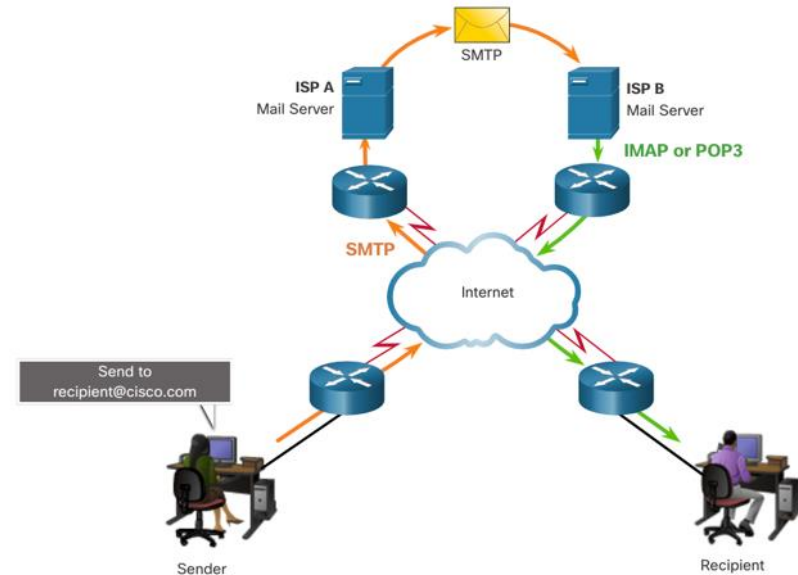 SMTP
ISP A
Mail Server
ISP B
Mail Server
IMAP or POP3
SMTP
Internet
Send to
recipient@cisco.com
Sender
Recipient